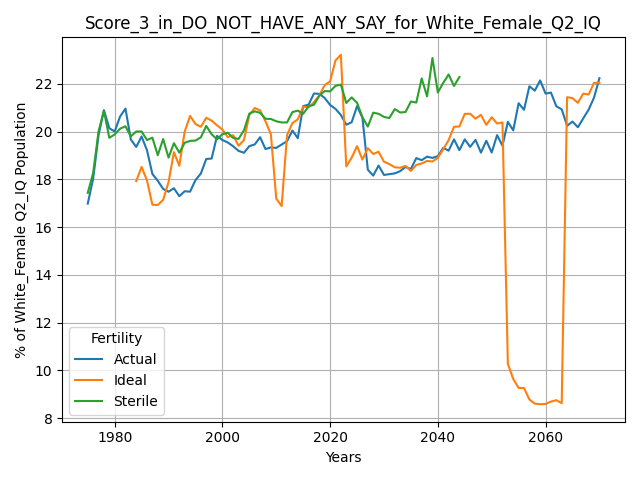 Score_3_in_DO_NOT_HAVE_ANY_SAY_for_White_Female_Q2_IQ
% of White_Female Q2_IQ Population
22
20
18
16
14
12
10
8
Fertility
Actual
Ideal
Sterile
1980 2000 2020 2040 2060
Years